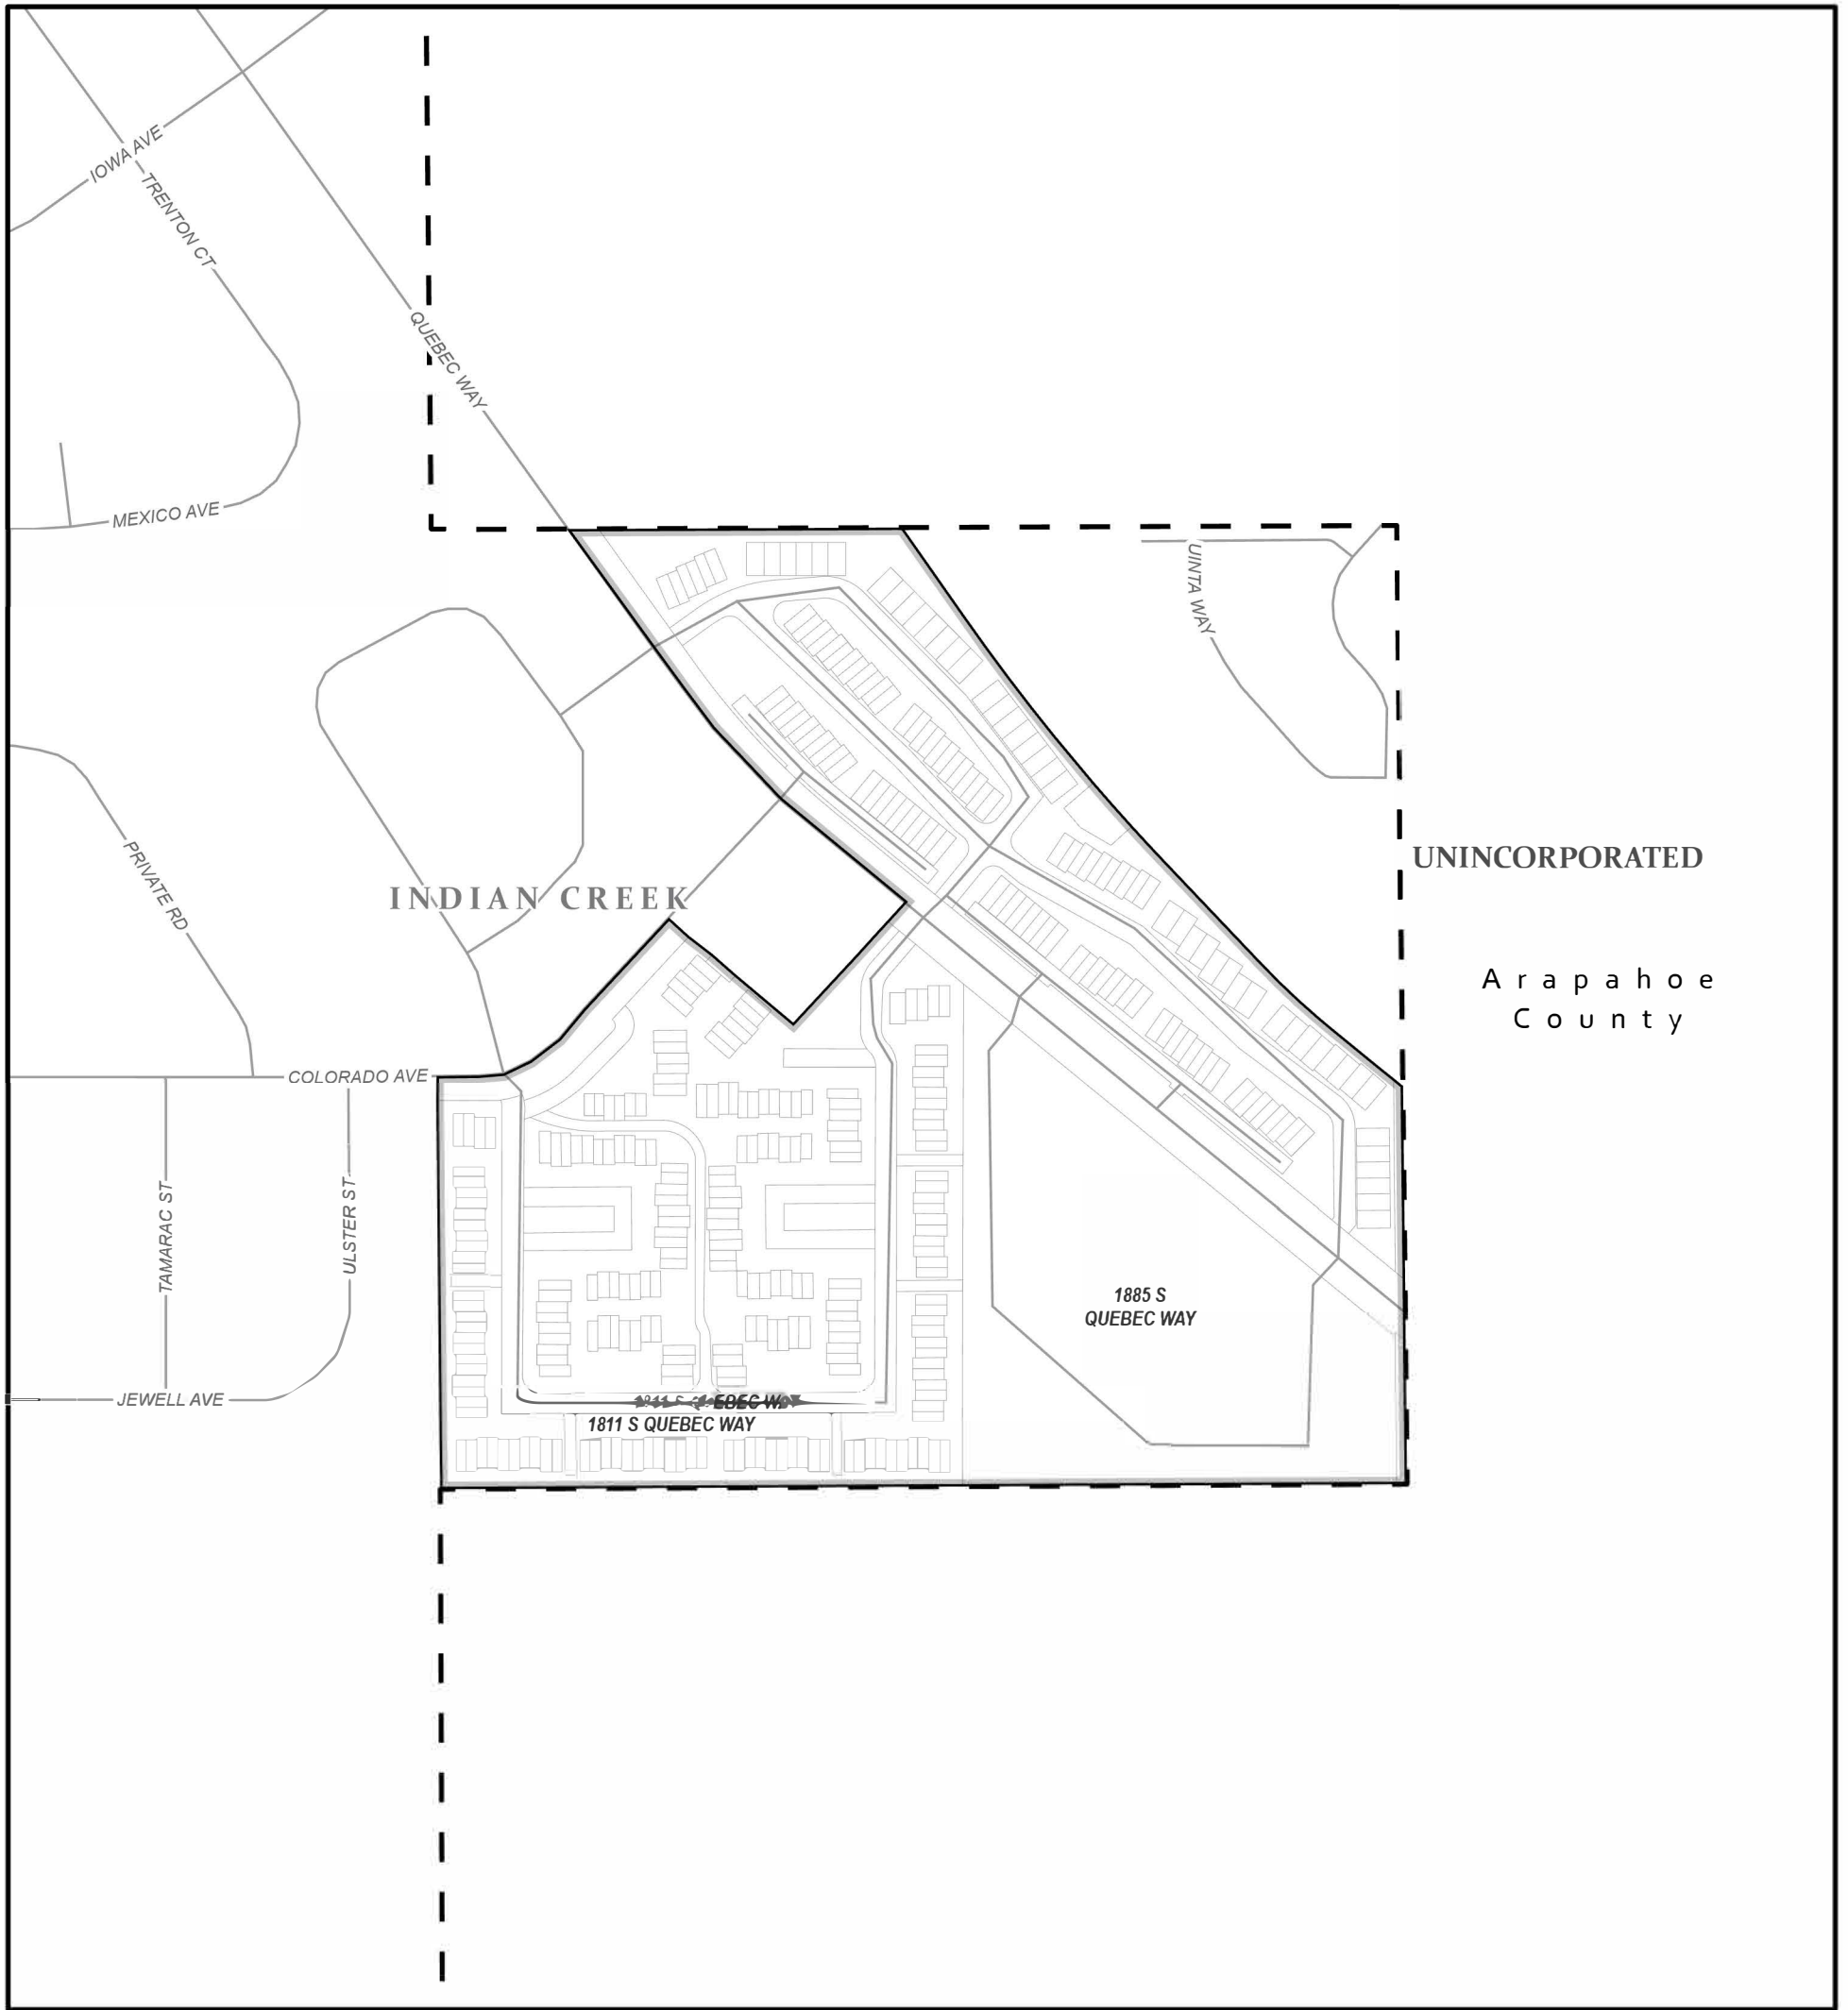 IOWA AVE
TRENTON CT
QUEBEC WAY
MEXICO AVE
UINTA WAY
PRIVATE RD
INDIAN CREEK
UNINCORPORATED
Arapahoe
County
COLORADO AVE
TAMARAC ST
ULSTER ST
1885 S
QUEBEC WAY
JEWELL AVE
1811 S QUEBEC WAY